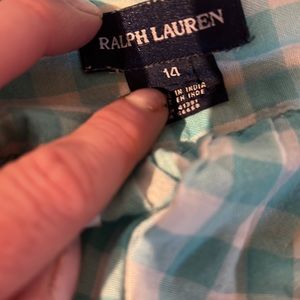 RALPH LAUREN
14
IN INDIA
EN INDE